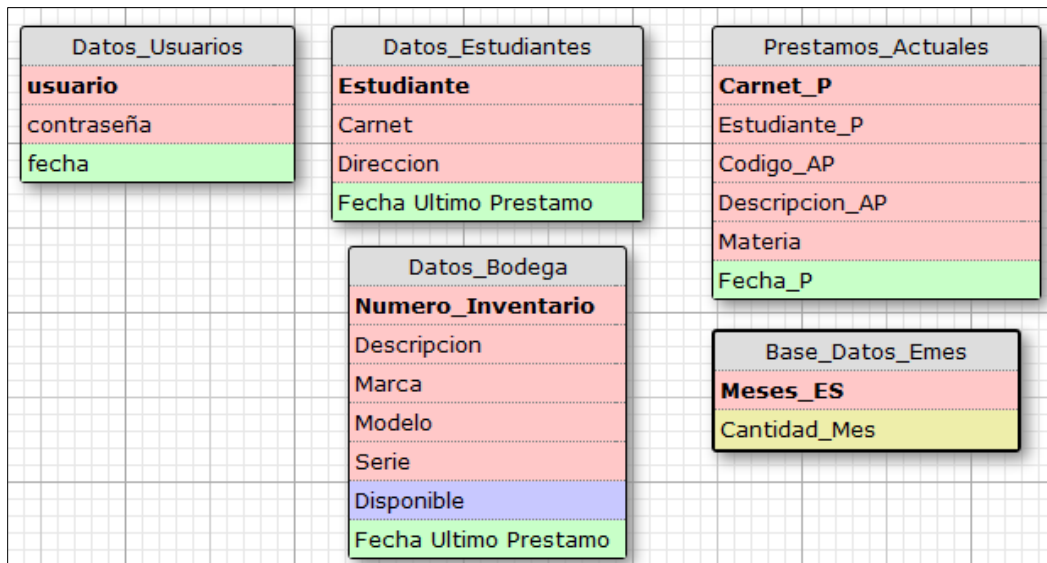 Datos_Usuarios
usuario
contraseña
fecha
Datos_Estudiantes
Estudiante
Carnet
Direccion
Fecha Ultimo Prestamo
Prestamos_Actuales
Carnet_P
Estudiante_P
Codigo_AP
Descripcion_AP
Materia
Fecha_P
Datos_Bodega
Numero_Inventario
Descripcion
Marca
Modelo
Serie
Disponible
Fecha Ultimo Prestamo
Base_Datos_Emes
Meses_ES
Cantidad_Mes